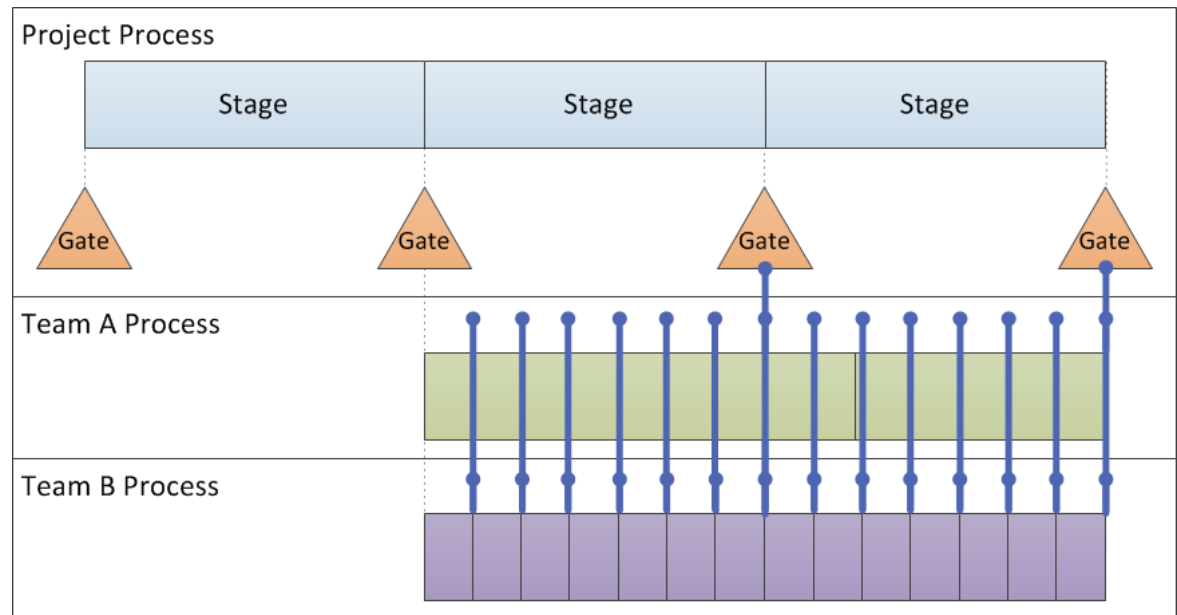 Project Process
Stage
Stage
Stage
Gate
Gate
Gate
Gate
Team A Process
Team B Process